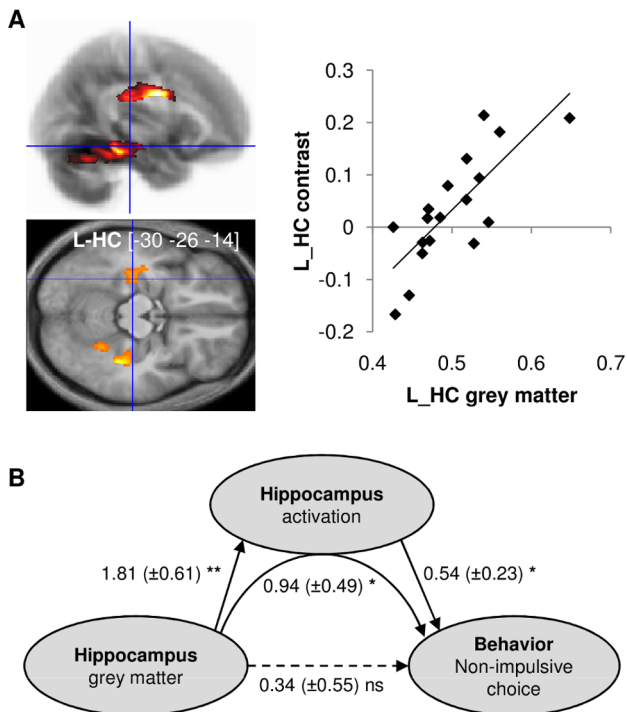 A
L-HC [-30 -26 -14]
L_HC contrast
0.3
0.2
0.1
0
-0.1
-0.2
0.4
0.5
0.6
0.7
L_HC grey matter
B
Hippocampus
activation
1.81 (±0.61) **
0.94 (±0.49) *
0.54 (±0.23) *
Hippocampus
grey matter
0.34 (±0.55) ns
Behavior
Non-impulsive
choice